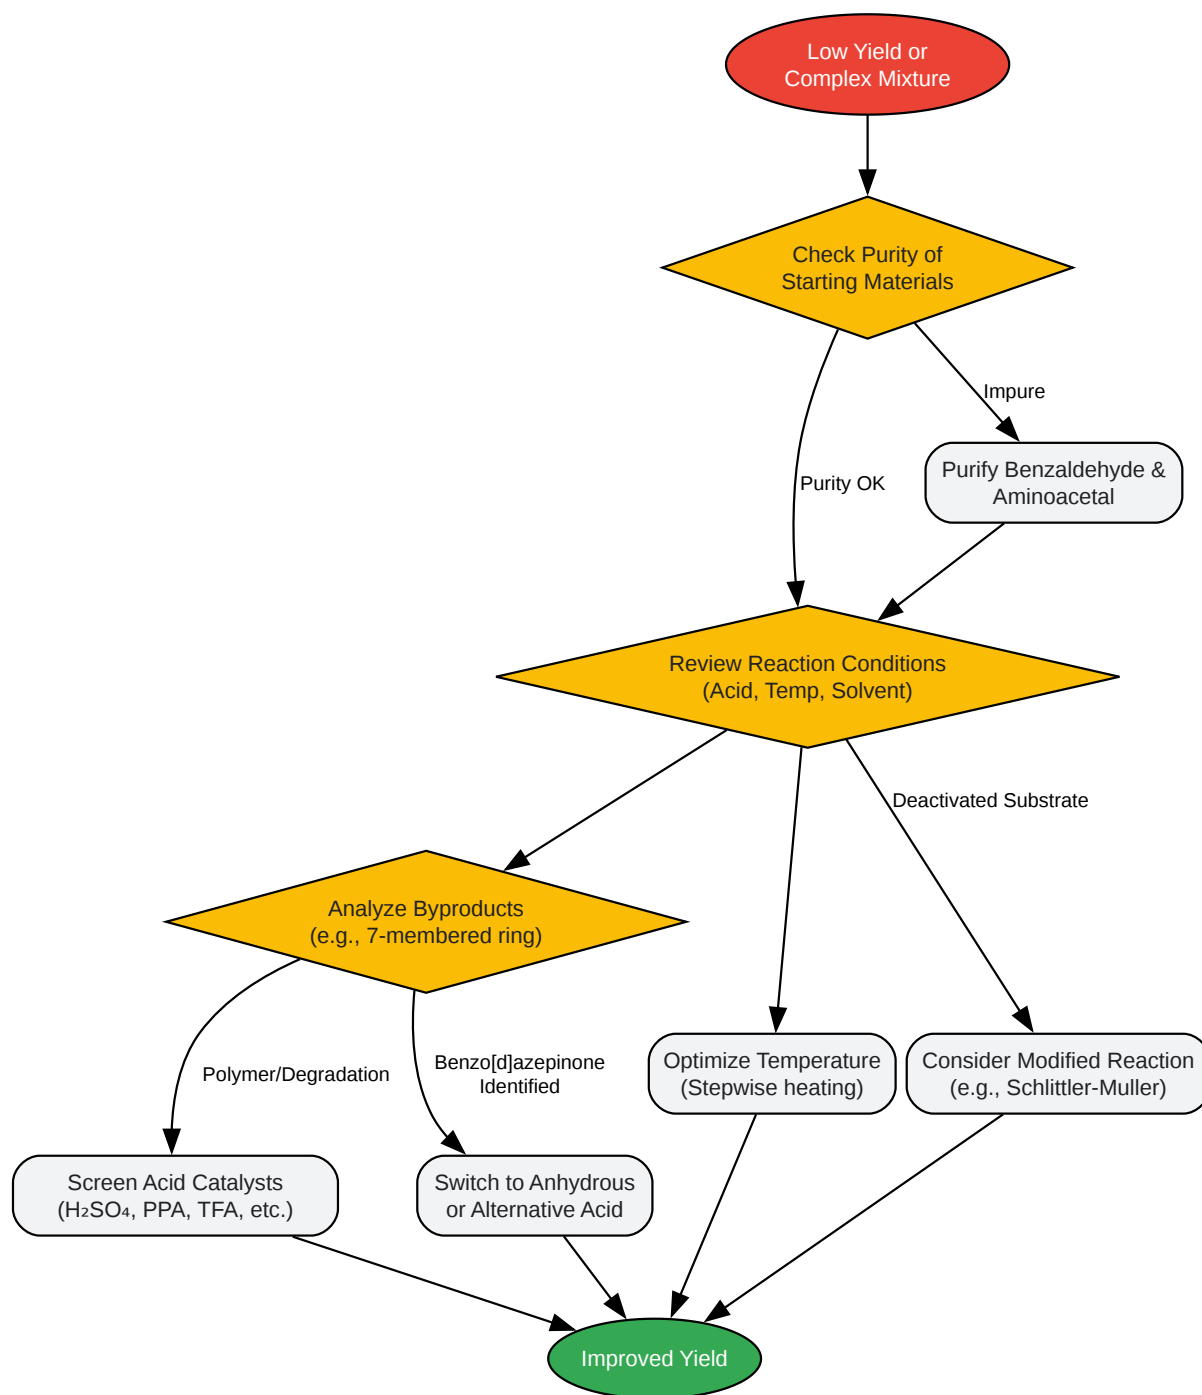 Low Yield or
Complex Mixture
Check Purity of
Starting Materials
Impure
Purity OK
Purify Benzaldehyde &
Aminoacetal
Review Reaction Conditions
(Acid, Temp, Solvent)
Deactivated Substrate
Analyze Byproducts
(e.g., 7-membered ring)
Polymer/Degradation
Benzo[d]azepinone
Identified
Optimize Temperature
(Stepwise heating)
Consider Modified Reaction
(e.g., Schlittler-Muller)
Screen Acid Catalysts
(H₂SO₄, PPA, TFA, etc.)
Switch to Anhydrous
or Alternative Acid
Improved Yield